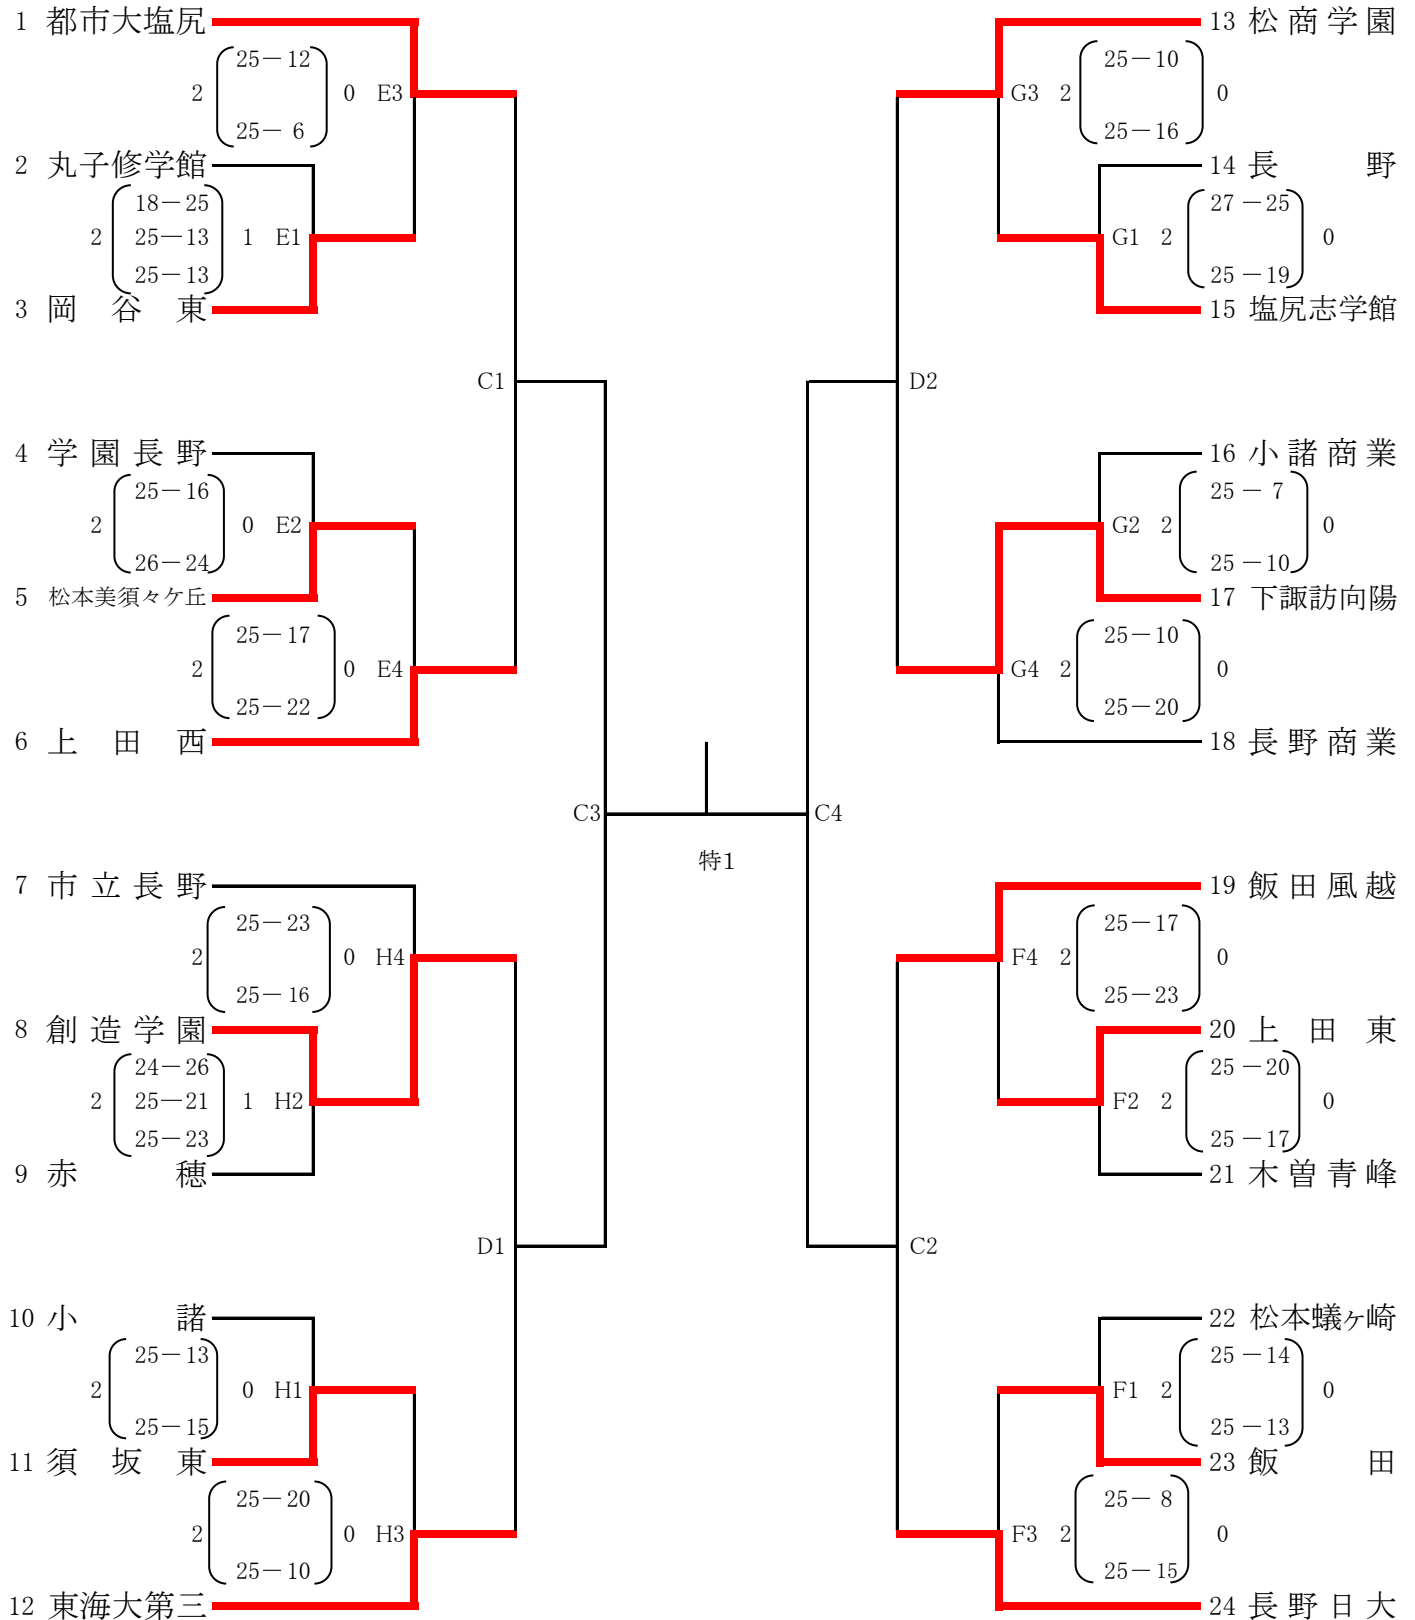 1 都市大塩尻
25－12
2 0 E3
25－ 6
2 丸子修学館
18－25
2 25－13 1 E1
25－13
3 岡谷東
C1
4 学園長野
25－16
2 0 E2
26－24
5 松本美須々ケ丘
25－17
2 0 E4
25－22
6 上田西
C3
7 市立長野
25－23
2 0 H4
25－16
8 創造学園
24－26
2 25－21 1 H2
25－23
9 赤穂
D1
10 小諸
25－13
2 0 H1
25－15
11 須坂東
25－20
2 0 H3
25－10
12 東海大第三
特1
13 松商学園
25－10
G3 2 0
25－16
14 長野
27－25
G1 2 0
25－19
15 塩尻志学館
D2
16 小諸商業
25－ 7
G2 2 0
25－10
17 下諏訪向陽
25－10
G4 2 0
25－20
18 長野商業
C4
19 飯田風越
25－17
F4 2 0
25－23
20 上田東
25－20
F2 2 0
25－17
21 木曽青峰
C2
22 松本蟻ヶ崎
25－14
F1 2 0
25－13
23 飯田
25－ 8
F3 2 0
25－15
24 長野日大